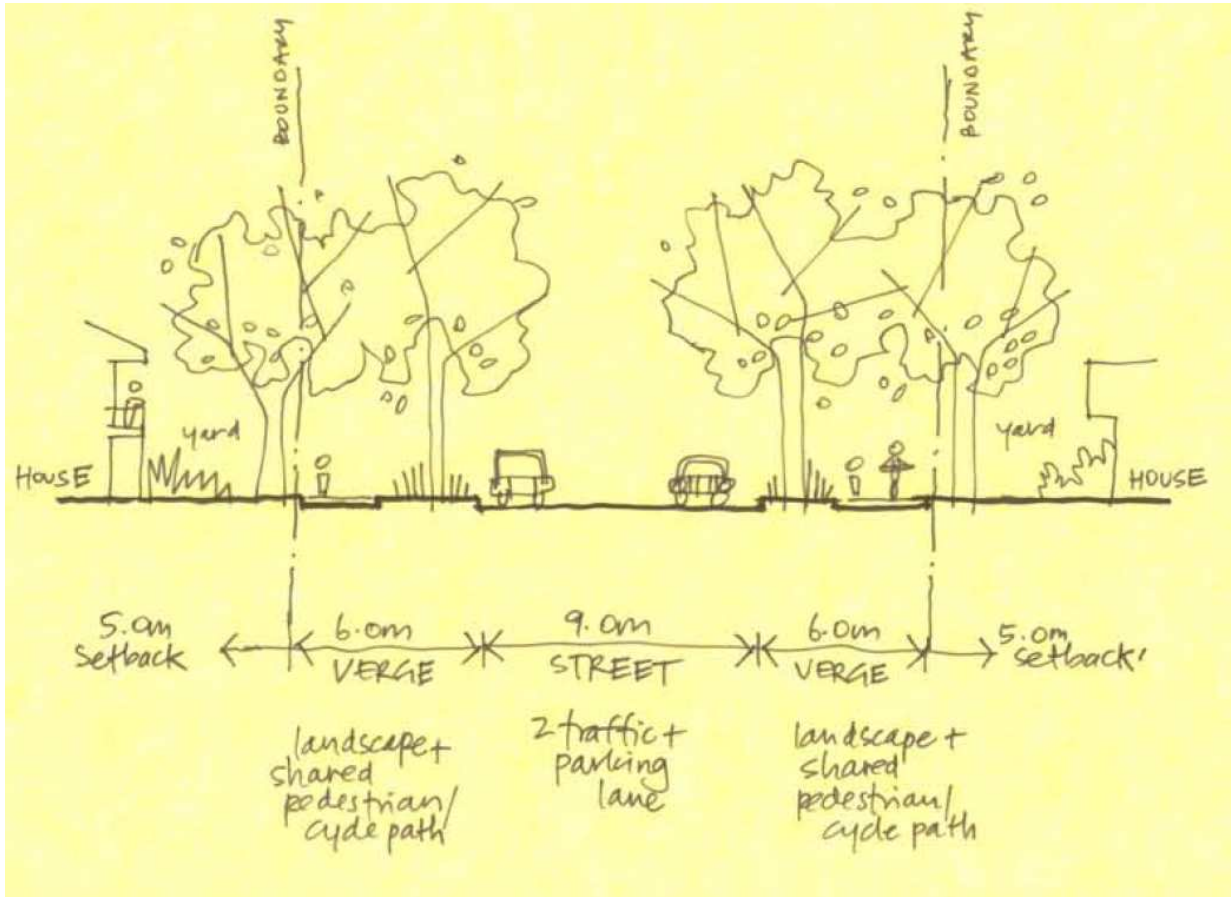 BOUNDARY
BOUNDARY
yard
yard
HOUSE
HOUSE
5.0m
setback
6.0m
VERGE
9.0m
STREET
6.0m
VERGE
5.0m
setback'
landscape +
shared
pedestrian/
cycle path
2 traffic +
parking
lane
landscape +
shared
pedestrian/
cycle path